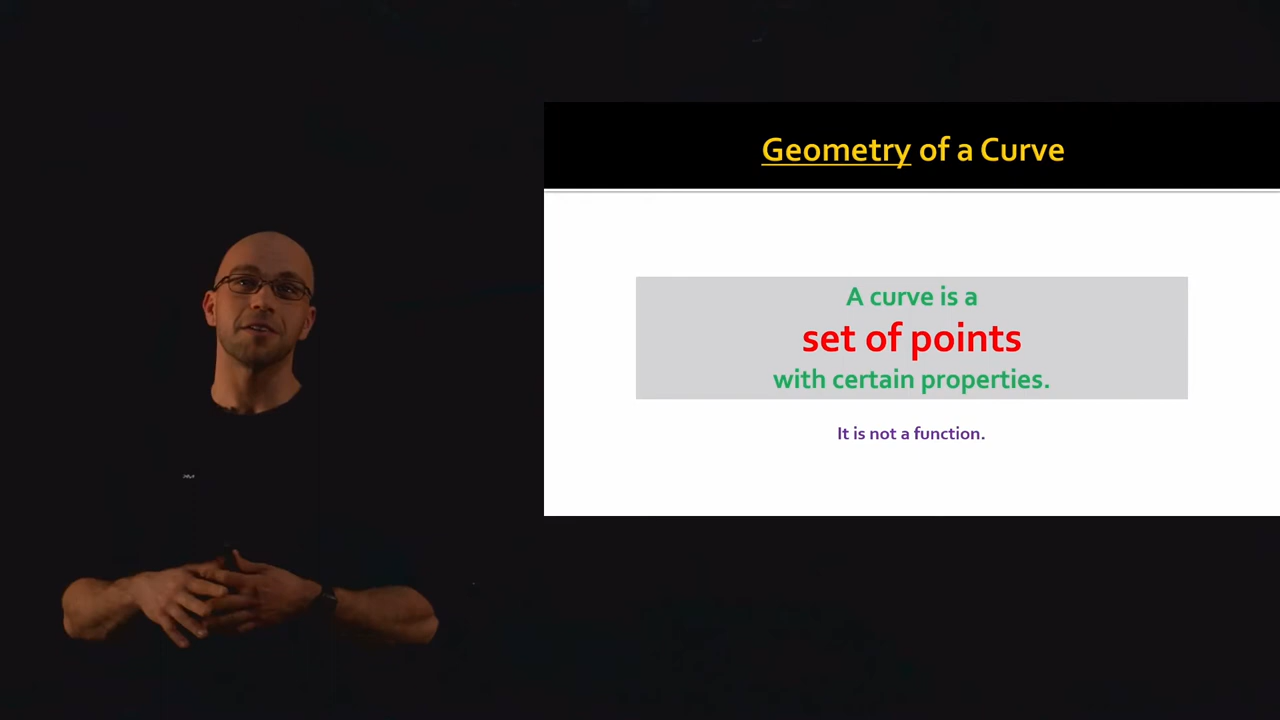 Geometry of a Curve
A curve is a
set of points
with certain properties.
It is not a function.